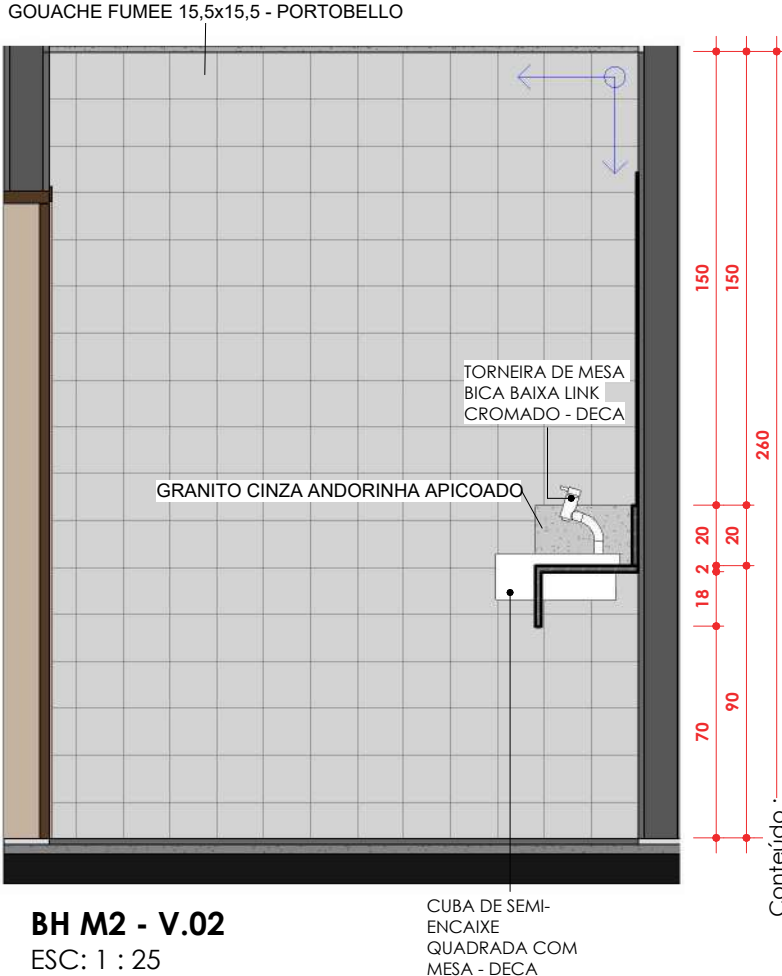 GOUACHE FUMEE 15,5x15,5 - PORTOBELLO
TORNEIRA DE MESA
BICA BAIXA LINK
CROMADO - DECA
GRANITO CINZA ANDORINHA APICOADO
150
150
260
20
20
2
18
90
70
Conteúdo :
CUBA DE SEMI-
ENCAIXE
QUADRADA COM
MESA - DECA
BH M2 - V.02
ESC: 1 : 25